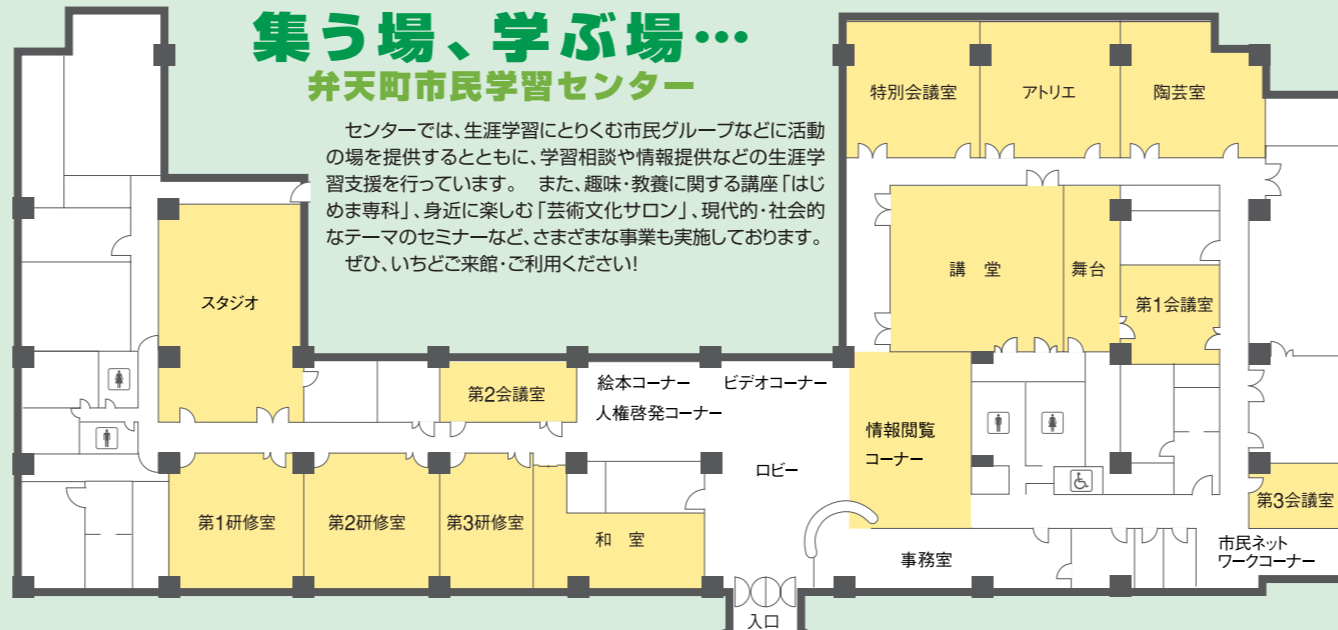 集う場、学ぶ場…
弁天町市民学習センター
センターでは、生涯学習にとりくむ市民グループなどに活動
の場を提供するとともに、学習相談や情報提供などの生涯学
習支援を行っています。　また、趣味・教養に関する講座「はじ
めま専科」、身近に楽しむ「芸術文化サロン」、現代的・社会的
なテーマのセミナーなど、さまざまな事業も実施しております。
ぜひ、いちどご来館・ご利用ください!
特別会議室
アトリエ
陶芸室
講　堂
舞台
第1会議室
スタジオ
第2会議室
絵本コーナー
ビデオコーナー
人権啓発コーナー
情報閲覧
コーナー
ロビー
第1研修室
第2研修室
第3研修室
和　室
第3会議室
事務室
市民ネット
ワークコーナー
入口